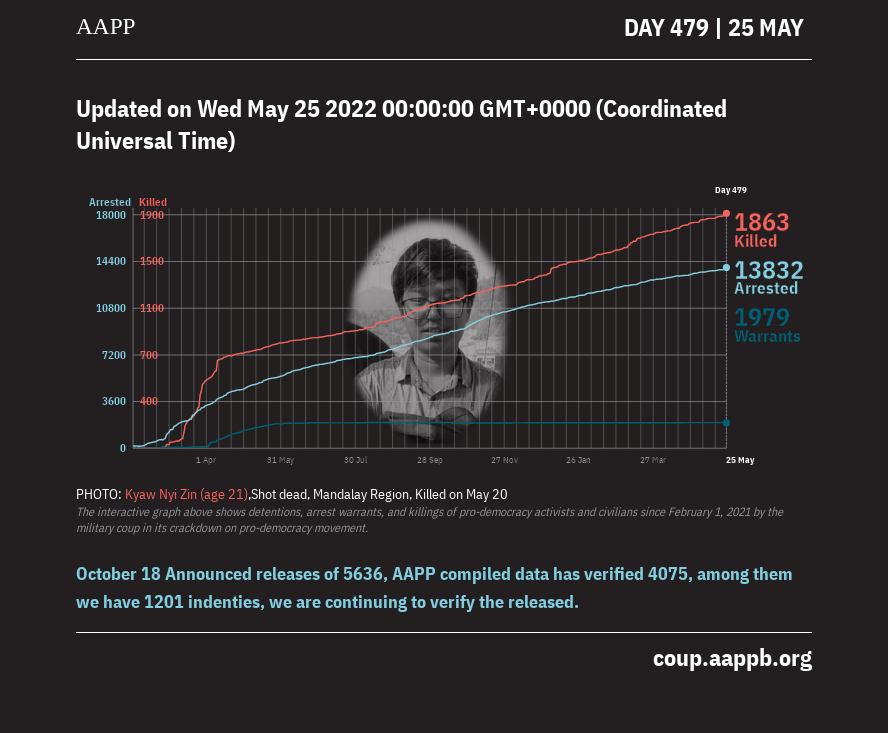 AAPP
DAY 479 | 25 MAY
Updated on Wed May 25 2022 00:00:00 GMT+0000 (Coordinated
Universal Time)
Day 479
Arrested Killed
18000 1900
14400 1500
10800 1100
7200 700
3600 400
0
1863
Killed
13832
Arrested
1979
Warrants
1 Apr 31 May 30 Jul 28 Sep 27 Nov 26 Jan 27 Mar 25 May
PHOTO: Kyaw Nyi Zin (age 21),Shot dead, Mandalay Region, Killed on May 20
The interactive graph above shows detentions, arrest warrants, and killings of pro-democracy activists and civilians since February 1, 2021 by the
military coup in its crackdown on pro-democracy movement.
October 18 Announced releases of 5636, AAPP compiled data has verified 4075, among them
we have 1201 indenties, we are continuing to verify the released.
coup.aappb.org